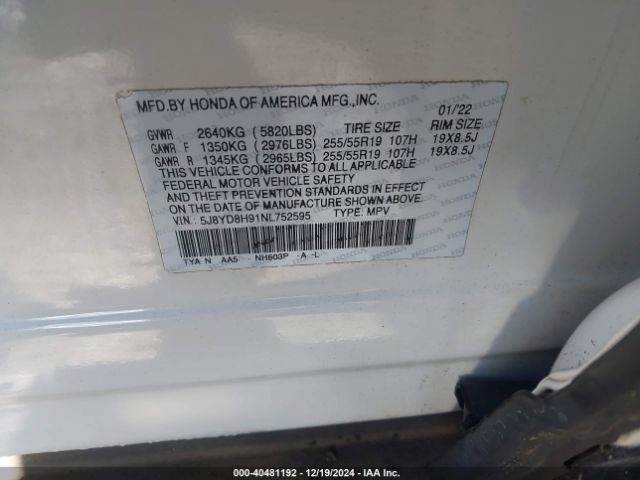 MFD.BY HONDA OF AMERICA MFG.,INC. 01/22
GVWR 2640KG ( 5820LBS) TIRE SIZE RIM SIZE
GAWR F 1350KG ( 2976LBS) 255/55R19 107H 19X8.5J
GAWR R 1345KG ( 2965LBS) 255/55R19 107H 19X8.5J
THIS VEHICLE CONFORMS TO ALL APPLICABLE
FEDERAL MOTOR VEHICLE SAFETY
AND THEFT PREVENTION STANDARDS IN EFFECT
ON THE DATE OF MANUFACTURE SHOWN ABOVE.
V.I.N.: 5J8YD8H91NL752595 TYPE: MPV
TYA N AA5 NH603P -A -L
000-40481192 - 12/19/2024 - IAA Inc.